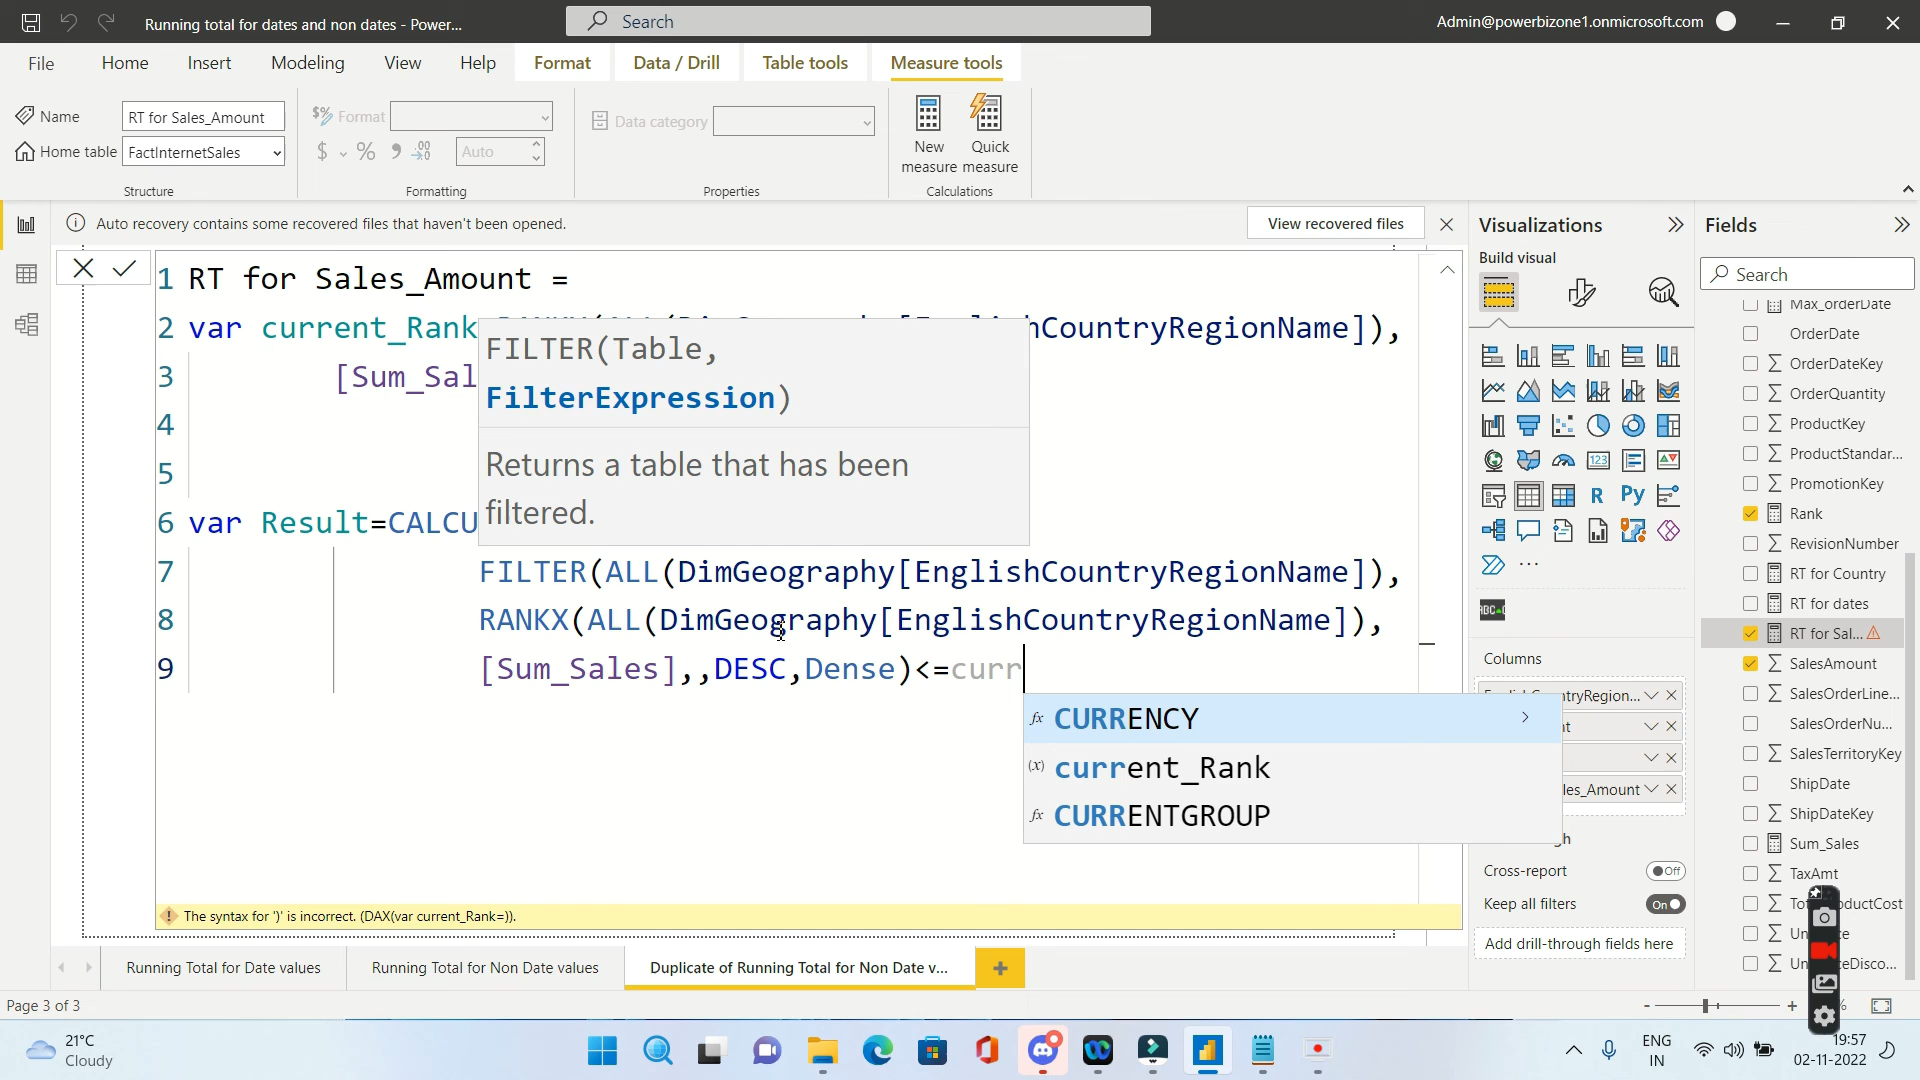 Running total for dates and non dates - Power...
Search
Admin@powerbizone1.onmicrosoft.com
File Home Insert Modeling View Help Format Data / Drill Table tools Measure tools
Name RT for Sales_Amount
Home table FactInternetSales
Structure
Format
$ % 9 .00 Auto
Formatting
Data category
Properties
New measure
Quick measure
Calculations
Auto recovery contains some recovered files that haven't been opened.
View recovered files
1 RT for Sales_Amount =
2 var current_Rank
CountryRegionName]),
3 [Sum_Sal
4
5
6 var Result=CALCU
7 FILTER(ALL(DimGeography[EnglishCountryRegionName]),
8 RANKX(ALL(DimGeography[EnglishCountryRegionName]),
9 [Sum_Sales],,DESC,Dense)<=curr
FILTER(Table,
FilterExpression)
Returns a table that has been
filtered.
CURRENCY
current_Rank
CURRENTGROUP
The syntax for ')' is incorrect. (DAX(var current_Rank=)).
Visualizations
Build visual
123
R Py
...
ABC
Columns
tryRegion...
les_Amount
Cross-report Off
Keep all filters On
Add drill-through fields here
Fields
Search
Max_orderDate
OrderDate
OrderDateKey
OrderQuantity
ProductKey
ProductStandar...
PromotionKey
Rank
RevisionNumber
RT for Country
RT for dates
RT for Sal...
SalesAmount
SalesOrderLine...
SalesOrderNu...
SalesTerritoryKey
ShipDate
ShipDateKey
Sum_Sales
TaxAmt
Running Total for Date values
Running Total for Non Date values
Duplicate of Running Total for Non Date v...
+
Page 3 of 3
- +
21°C
Cloudy
ENG
IN
19:57
02-11-2022